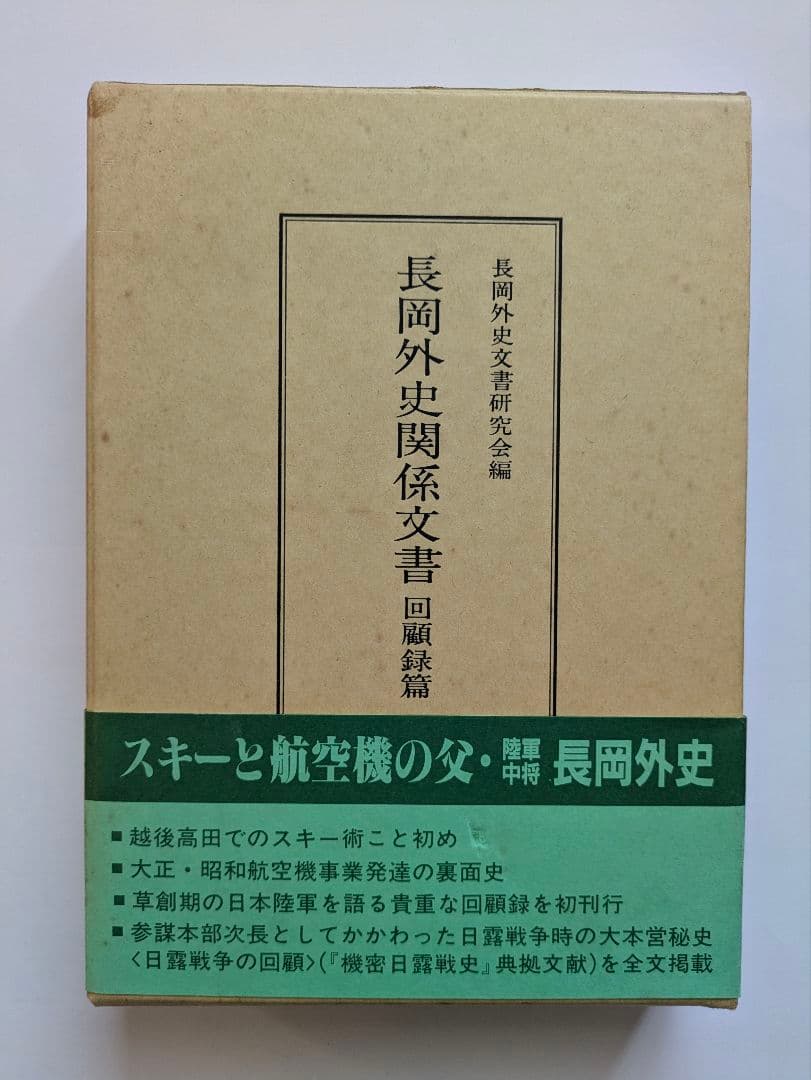 長岡外史文書研究会編
長岡外史関係文書 回顧録篇
スキーと航空機の父・陸軍中将 長岡外史
■越後高田でのスキー術こと初め
■大正・昭和航空機事業発達の裏面史
■草創期の日本陸軍を語る貴重な回顧録を初刊行
■参謀本部次長としてかかわった日露戦争時の大本営秘史
〈日露戦争の回顧〉(『機密日露戦史』典拠文献)を全文掲載